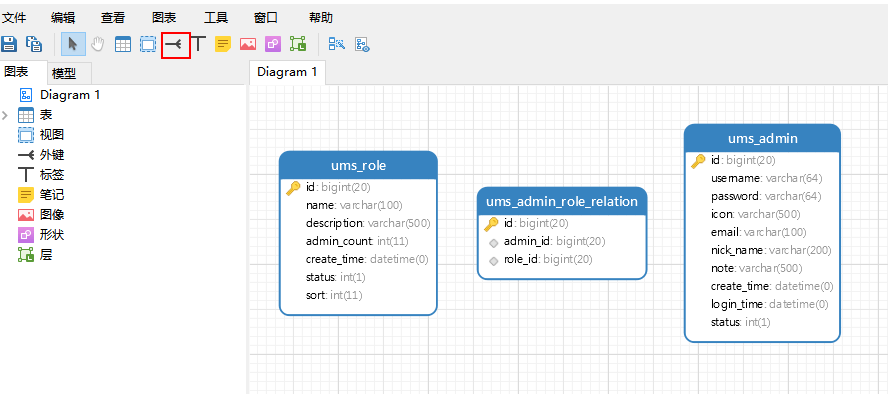 文件 编辑 查看 图表 工具 窗口 帮助
图表 模型
Diagram 1
Diagram 1
表
视图
外键
标签
笔记
图像
形状
层
ums_role
id: bigint(20)
name: varchar(100)
description: varchar(500)
admin_count: int(11)
create_time: datetime(0)
status: int(1)
sort: int(11)
ums_admin_role_relation
id: bigint(20)
admin_id: bigint(20)
role_id: bigint(20)
ums_admin
id: bigint(20)
username: varchar(64)
password: varchar(64)
icon: varchar(500)
email: varchar(100)
nick_name: varchar(200)
note: varchar(500)
create_time: datetime(0)
login_time: datetime(0)
status: int(1)